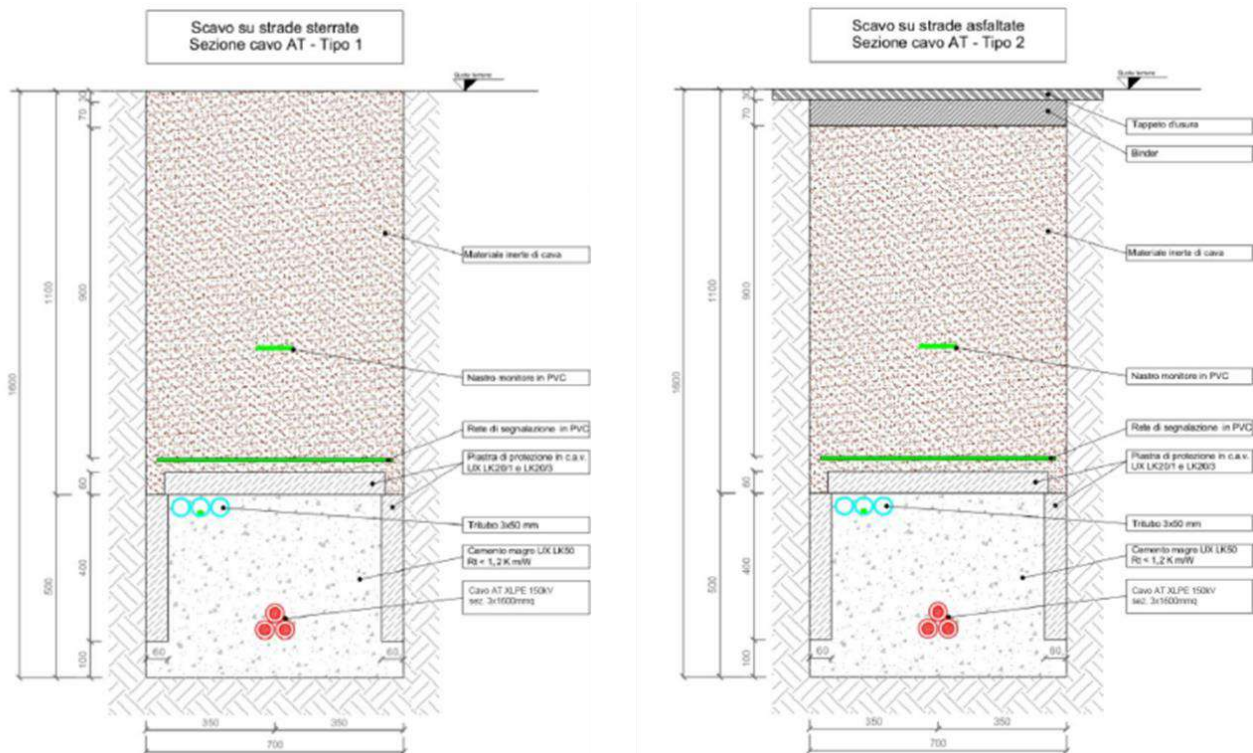 Scavo su strade sterrate
Sezione cavo AT - Tipo 1
Quota terreno
30
70
900
1100
1600
60
400
500
100
60
60
350
350
700
Materiale inerte di cava
Nastro monitore in PVC
Rete di segnalazione in PVC
Piastra di protezione in c.a.v.
UX LK20/1 e LK20/3
Tritubo 3x50 mm
Cemento magro UX LK50
Rt < 1,2 K m/W
Cavo AT XLPE 150kV
sez. 3x1600mmq
Scavo su strade asfaltate
Sezione cavo AT - Tipo 2
Quota terreno
30
70
900
1100
1600
60
400
500
100
60
60
350
350
700
Tappeto d'usura
Binder
Materiale inerte di cava
Nastro monitore in PVC
Rete di segnalazione in PVC
Piastra di protezione in c.a.v.
UX LK20/1 e LK20/3
Tritubo 3x50 mm
Cemento magro UX LK50
Rt < 1,2 K m/W
Cavo AT XLPE 150kV
sez. 3x1600mmq